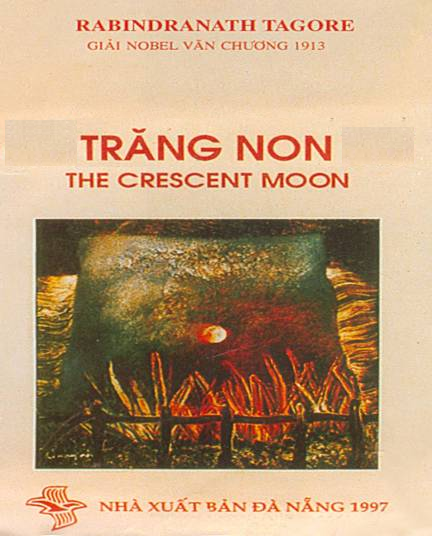 RABINDRANATH TAGORE
GIẢI NOBEL VĂN CHƯƠNG 1913
TRĂNG NON
THE CRESCENT MOON
NHÀ XUẤT BẢN ĐÀ NẴNG 1997